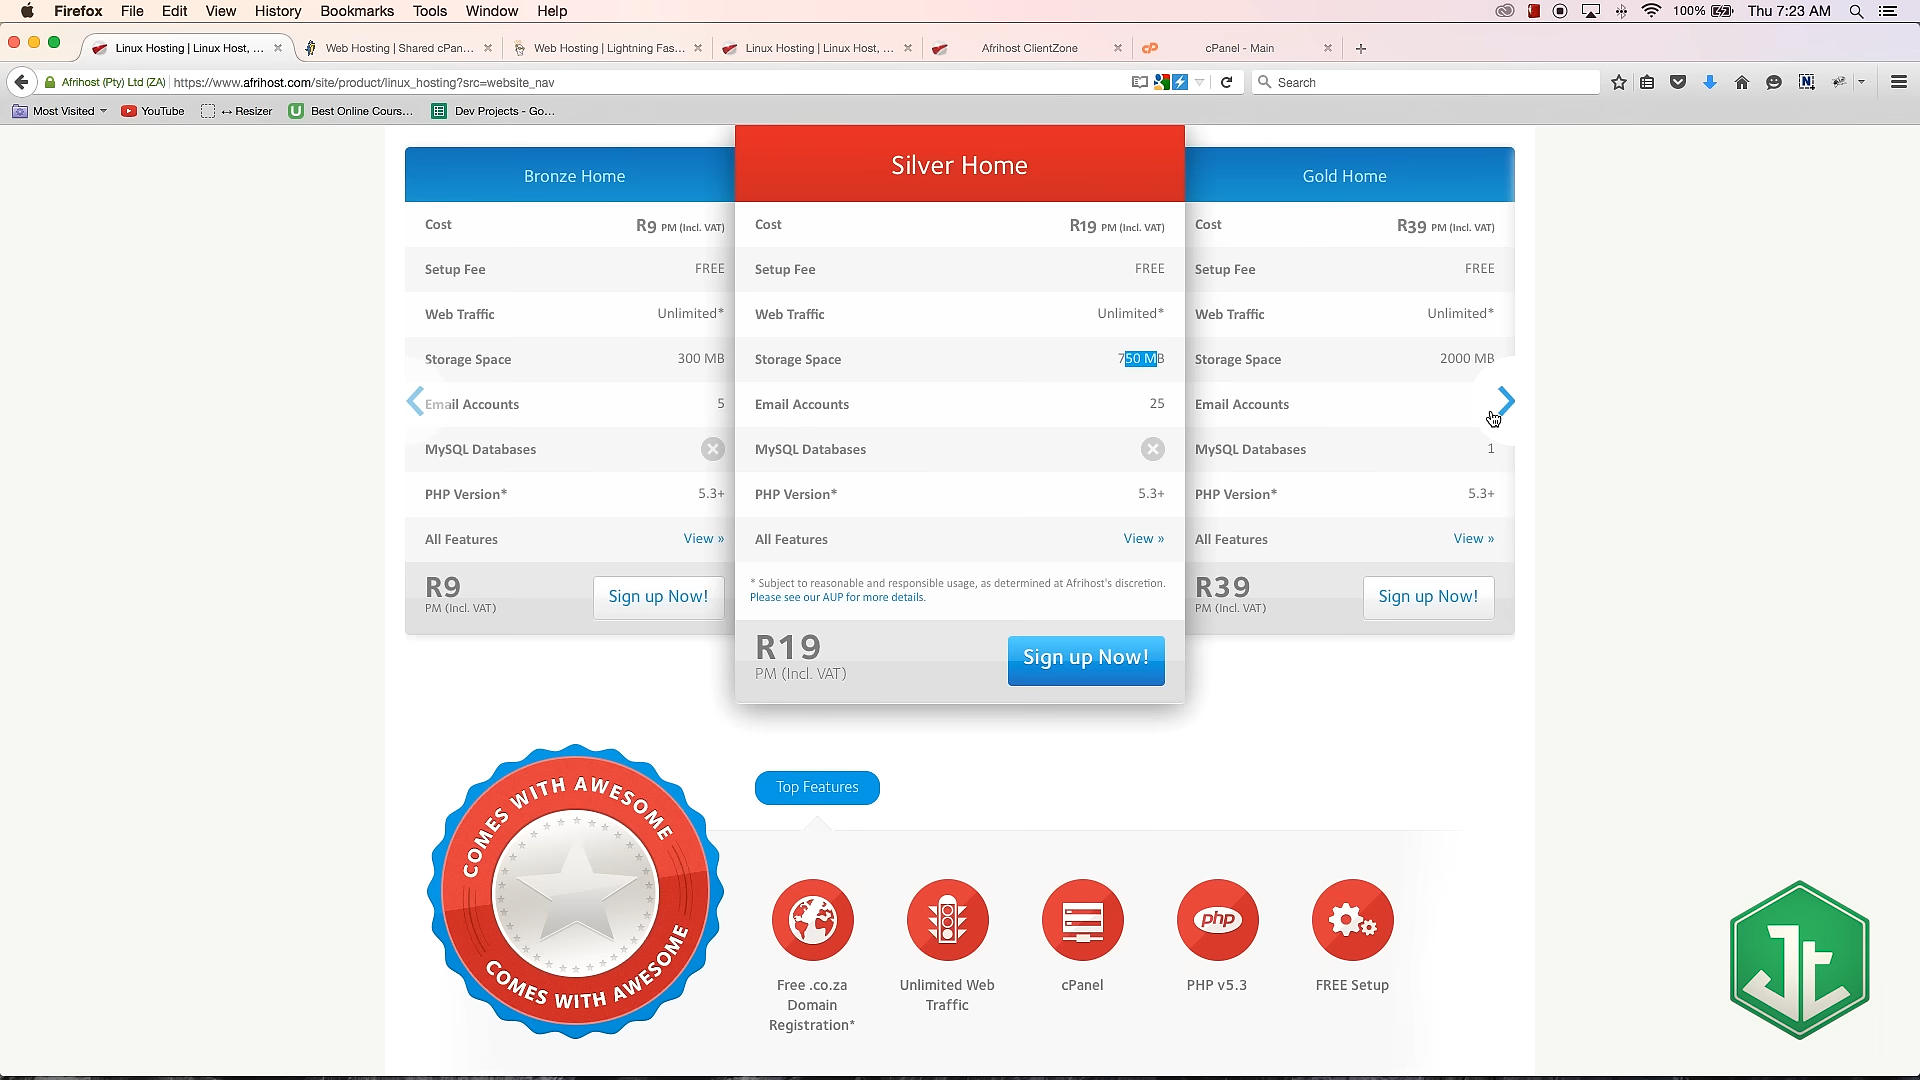 Firefox File Edit View History Bookmarks Tools Window Help
100% Thu 7:23 AM
Linux Hosting | Linux Host, ...
Web Hosting | Shared cPan...
Web Hosting | Lightning Fas...
Linux Hosting | Linux Host, ...
Afrihost ClientZone
cPanel - Main
Afrihost (Pty) Ltd (ZA) https://www.afrihost.com/site/product/linux_hosting?src=website_nav
Search
Most Visited YouTube ↔ Resizer Best Online Cours... Dev Projects - Go...
Bronze Home
Cost R9 PM (Incl. VAT)
Setup Fee FREE
Web Traffic Unlimited*
Storage Space 300 MB
Email Accounts 5
MySQL Databases
PHP Version* 5.3+
All Features View »
R9
PM (Incl. VAT)
Sign up Now!
Silver Home
Cost R19 PM (Incl. VAT)
Setup Fee FREE
Web Traffic Unlimited*
Storage Space 750 MB
Email Accounts 25
MySQL Databases
PHP Version* 5.3+
All Features View »
* Subject to reasonable and responsible usage, as determined at Afrihost's discretion.
Please see our AUP for more details.
R19
PM (Incl. VAT)
Sign up Now!
Gold Home
Cost R39 PM (Incl. VAT)
Setup Fee FREE
Web Traffic Unlimited*
Storage Space 2000 MB
Email Accounts
MySQL Databases 1
PHP Version* 5.3+
All Features View »
R39
PM (Incl. VAT)
Sign up Now!
COMES WITH AWESOME
COMES WITH AWESOME
Top Features
php
Free .co.za
Domain
Registration*
Unlimited Web
Traffic
cPanel
PHP v5.3
FREE Setup